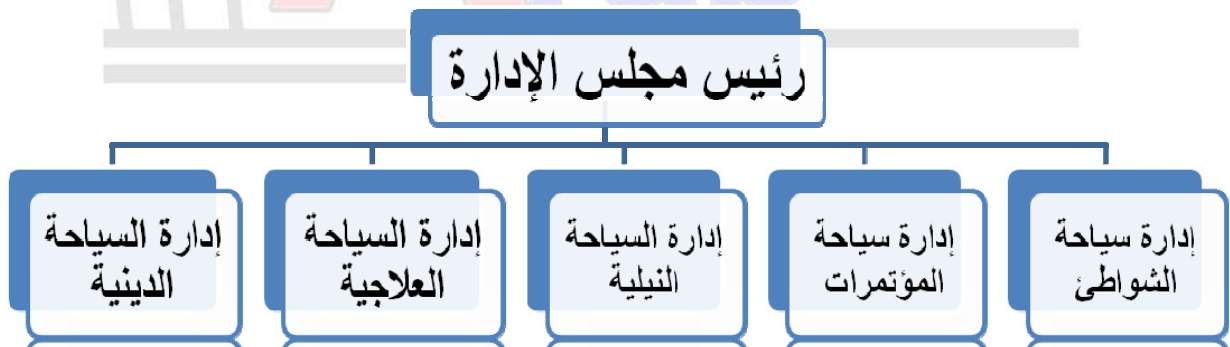 رئيس مجلس الإدارة
إدارة سياحة
الشواطئ
إدارة سياحة
المؤتمرات
إدارة السياحة
النيلية
إدارة السياحة
العلاجية
إدارة السياحة
الدينية